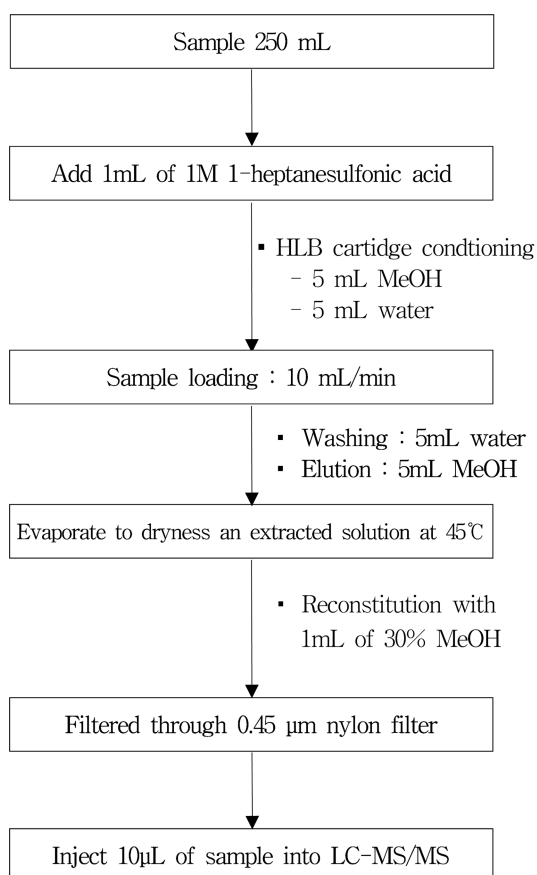 Sample 250 mL
Add 1mL of 1M 1-heptanesulfonic acid
▪ HLB cartidge condtioning
- 5 mL MeOH
- 5 mL water
Sample loading : 10 mL/min
▪ Washing : 5mL water
▪ Elution : 5mL MeOH
Evaporate to dryness an extracted solution at 45℃
▪ Reconstitution with
1mL of 30% MeOH
Filtered through 0.45 μm nylon filter
Inject 10μL of sample into LC-MS/MS